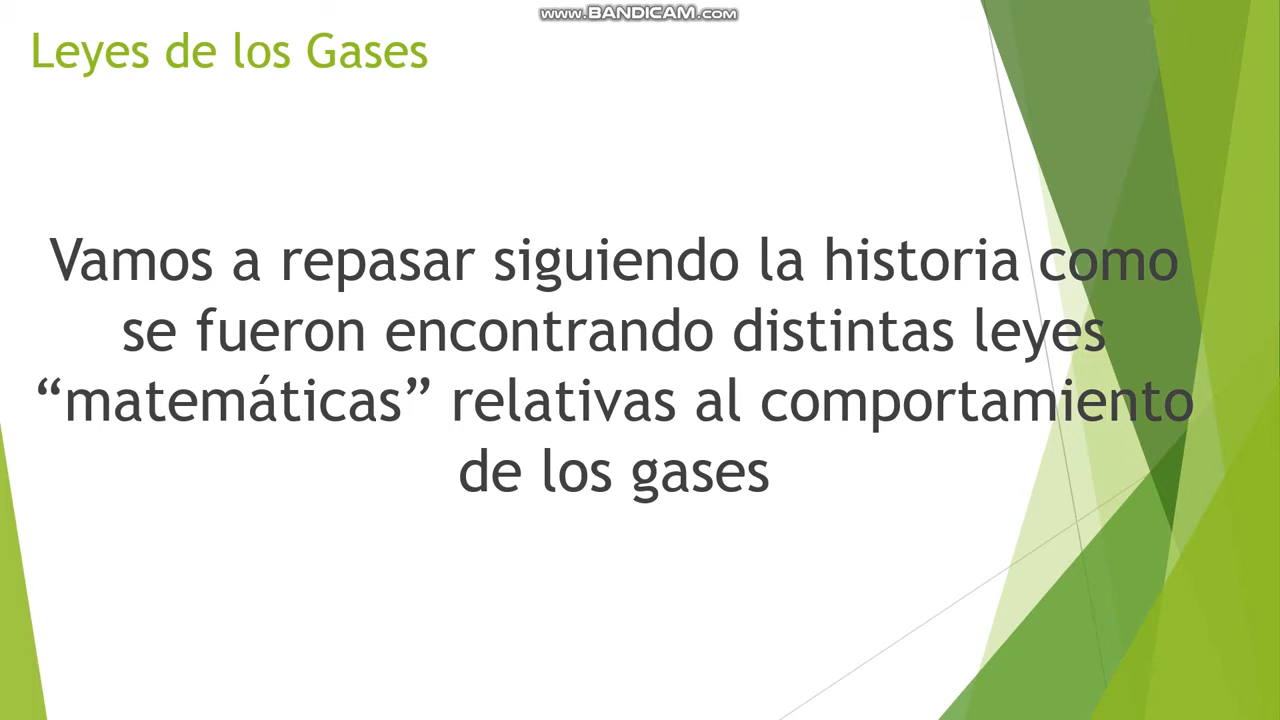 www.BANDICAM.com
Leyes de los Gases
Vamos a repasar siguiendo la historia como
se fueron encontrando distintas leyes
“matemáticas” relativas al comportamiento
de los gases